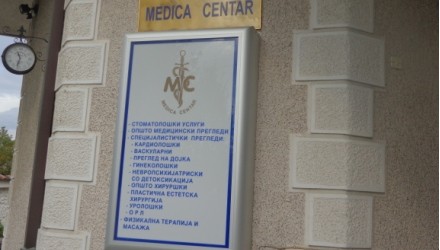 MEDICA CENTAR
MC
MEDICA CENTAR
- СТОМАТОЛОШКИ УСЛУГИ
- ОПШТО МЕДИЦИНСКИ ПРЕГЛЕДИ
СПЕЦИЈАЛИСТИЧКИ ПРЕГЛЕДИ:
- КАРДИОЛОШКИ
- ВАСКУЛАРНИ
- ПРЕГЛЕД НА ДОЈКА
- ГИНЕКОЛОШКИ
- НЕВРОПСИХИЈАТРИСКИ
СО ДЕТОКСИКАЦИЈА
- ОПШТО ХИРУРШКИ
- ПЛАСТИЧНА ЕСТЕТСКА
ХИРУРГИЈА
- УРОЛОШКИ
- О Р Л
-ФИЗИКАЛНА ТЕРАПИЈА И
МАСАЖА